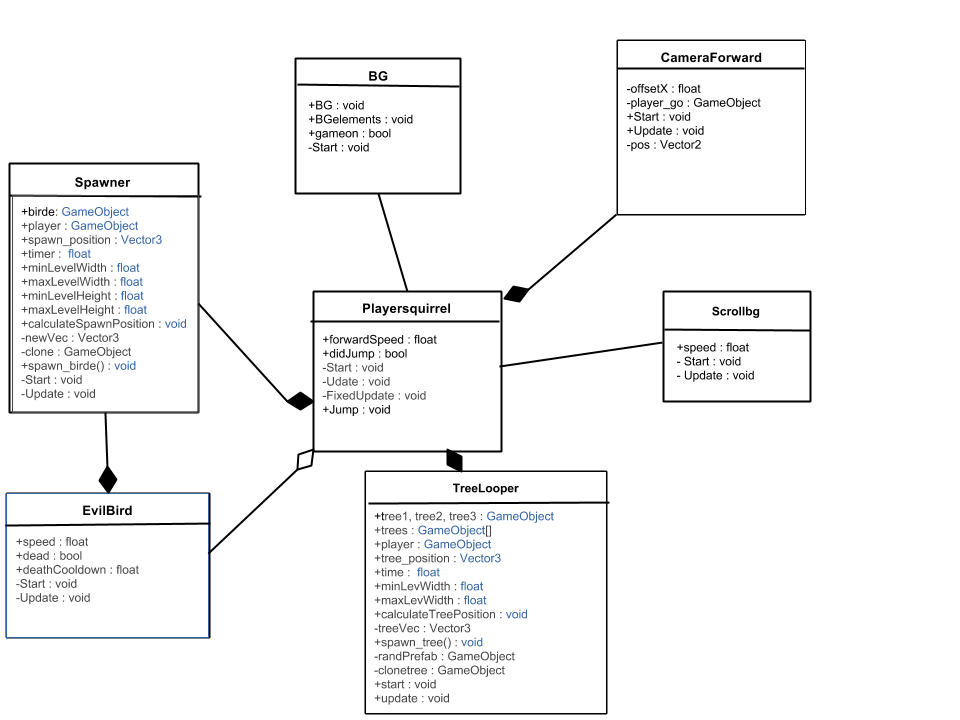 CameraForward
-offsetX : float
-player_go : GameObject
+Start : void
+Update : void
-pos : Vector2
BG
+BG : void
+BGelements : void
+gameon : bool
-Start : void
Spawner
+birde: GameObject
+player : GameObject
+spawn_position : Vector3
+timer :  float
+minLevelWidth : float
+maxLevelWidth : float
+minLevelHeight : float
+maxLevelHeight : float
+calculateSpawnPosition : void
-newVec : Vector3
-clone : GameObject
+spawn_birde() : void
-Start : void
-Update : void
Playersquirrel
+forwardSpeed : float
+didJump : bool
-Start : void
-Udate : void
-FixedUpdate : void
+Jump : void
Scrollbg
+speed : float
- Start : void
- Update : void
EvilBird
+speed : float
+dead : bool
+deathCooldown : float
-Start : void
-Update : void
TreeLooper
+tree1, tree2, tree3 : GameObject
+trees : GameObject[]
+player : GameObject
+tree_position : Vector3
+time :  float
+minLevWidth : float
+maxLevWidth : float
+calculateTreePosition : void
-treeVec : Vector3
+spawn_tree() : void
-randPrefab : GameObject
-clonetree : GameObject
+start : void
+update : void